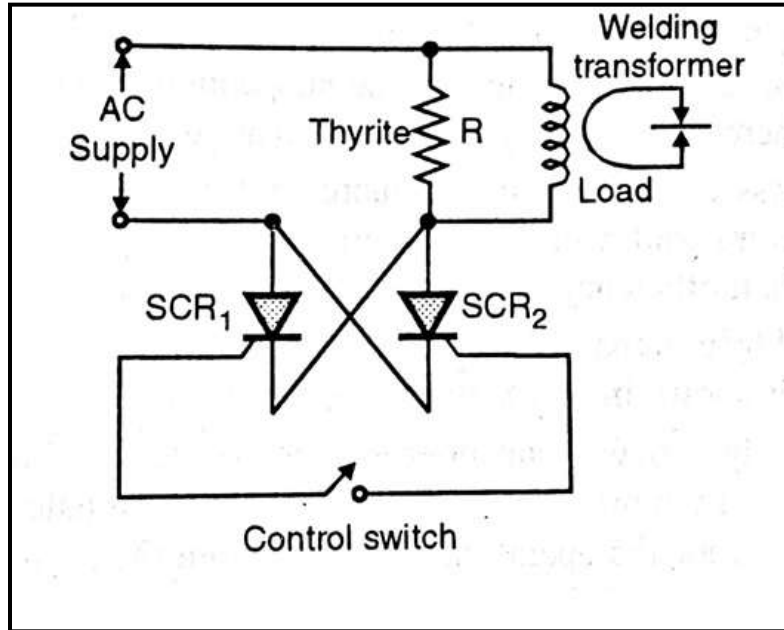 Welding
transformer
AC
Supply
Thyrite R
Load
SCR1
SCR2
Control switch